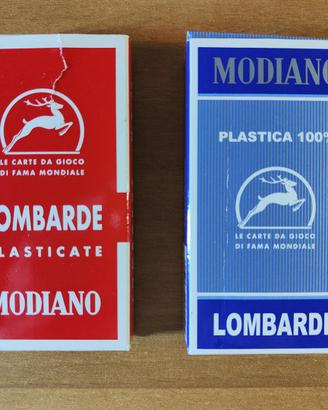 LE CARTE DA GIOCO
DI FAMA MONDIALE
OMBARDE
LASTICATE
MODIANO
MODIANO
PLASTICA 100%
LE CARTE DA GIOCO
DI FAMA MONDIALE
LOMBARDE